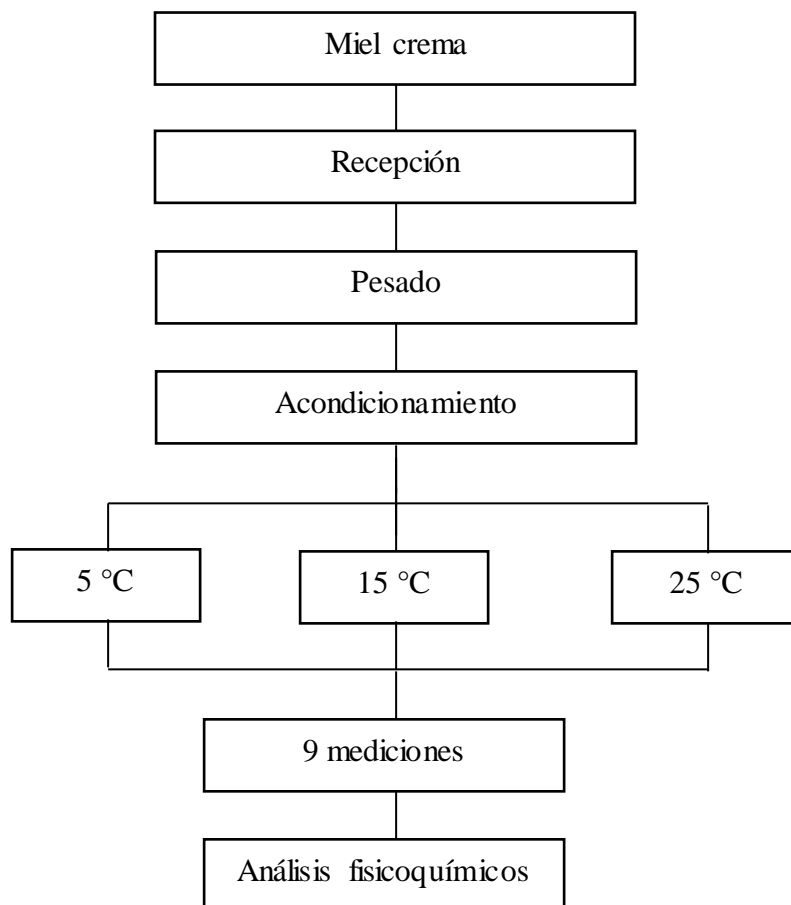 Miel crema
Recepción
Pesado
Acondicionamiento
5 °C
15 °C
25 °C
9 mediciones
Análisis fisicoquímicos